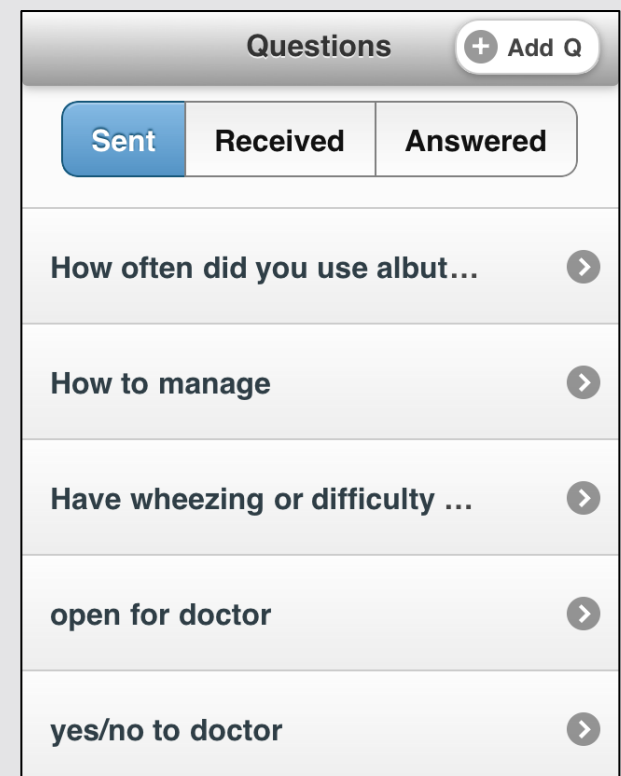 Questions
Add Q
Sent Received Answered
How often did you use albut...
How to manage
Have wheezing or difficulty ...
open for doctor
yes/no to doctor